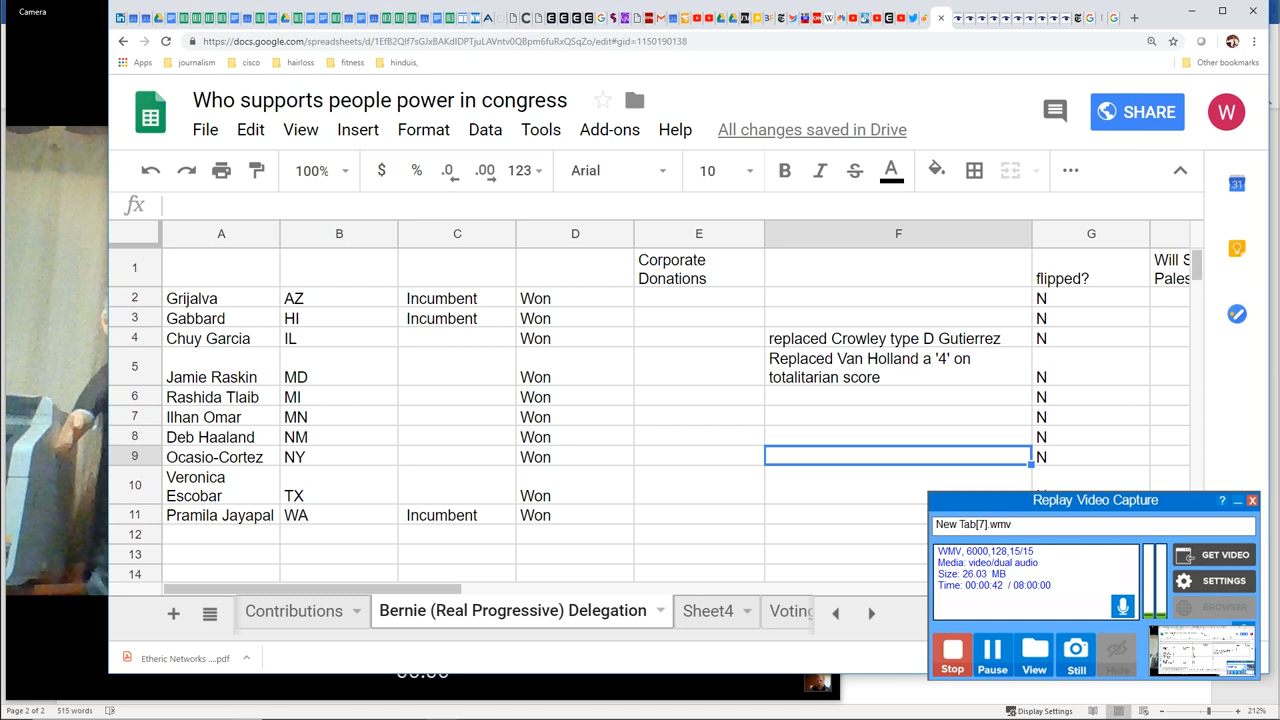 Camera
https://docs.google.com/spreadsheets/d/1EfB2QIf7sGJxBAKdIDPTjuLAVntv0QBpm6fuRxQSqZo/edit#gid=1150190138
Apps journalism cisco hairloss fitness hinduis, Other bookmarks
Who supports people power in congress
SHARE
W
File Edit View Insert Format Data Tools Add-ons Help All changes saved in Drive
100% $ % .0 .00 123 Arial 10 B I S A
31
fx
A B C D E F G
1 Corporate Donations flipped? Will S Pales
2 Grijalva AZ Incumbent Won N
3 Gabbard HI Incumbent Won N
4 Chuy Garcia IL Won replaced Crowley type D Gutierrez N
5 Jamie Raskin MD Won Replaced Van Holland a '4' on totalitarian score N
6 Rashida Tlaib MI Won N
7 Ilhan Omar MN Won N
8 Deb Haaland NM Won N
9 Ocasio-Cortez NY Won N
10 Veronica Escobar TX Won
11 Pramila Jayapal WA Incumbent Won
12
13
14
Replay Video Capture ?
New Tab[7].wmv
WMV, 6000,128,15/15
Media: video/dual audio
Size: 26.03 MB
Time: 00:00:42 / 08:00:00
GET VIDEO
SETTINGS
BROWSER
Stop Pause View Still Hide
Contributions Bernie (Real Progressive) Delegation Sheet4 Voting
Etheric Networks ....pdf
Page 2 of 2 515 words Display Settings 212%